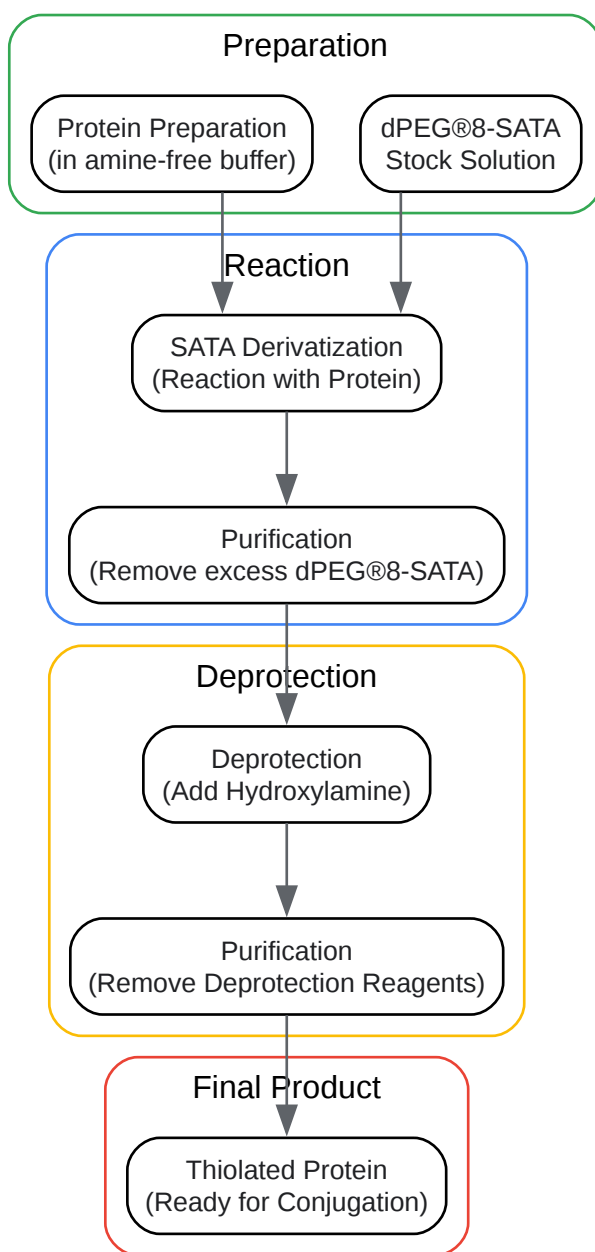 Preparation
Protein Preparation
(in amine-free buffer)
dPEG®8-SATA
Stock Solution
Reaction
SATA Derivatization
(Reaction with Protein)
Purification
(Remove excess dPEG®8-SATA)
Deprotection
Deprotection
(Add Hydroxylamine)
Purification
(Remove Deprotection Reagents)
Final Product
Thiolated Protein
(Ready for Conjugation)